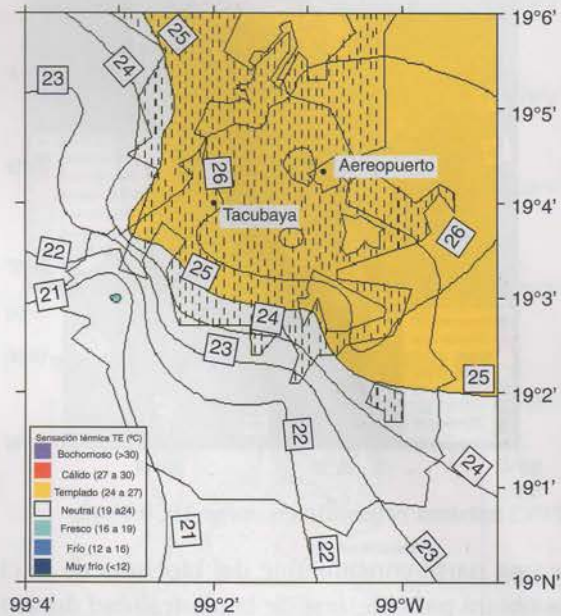 25
24
23
26
Aereopuerto
Tacubaya
26
22
21
25
24
23
25
22
24
21
22
23
19°6'
19°5'
19°4'
19°3'
19°2'
19°1'
19°N'
99°4'
99°2'
99°W
Sensación térmica TE (ºC)
Bochornoso (>30)
Cálido (27 a 30)
Templado (24 a 27)
Neutral (19 a24)
Fresco (16 a 19)
Frío (12 a 16)
Muy frío (<12)